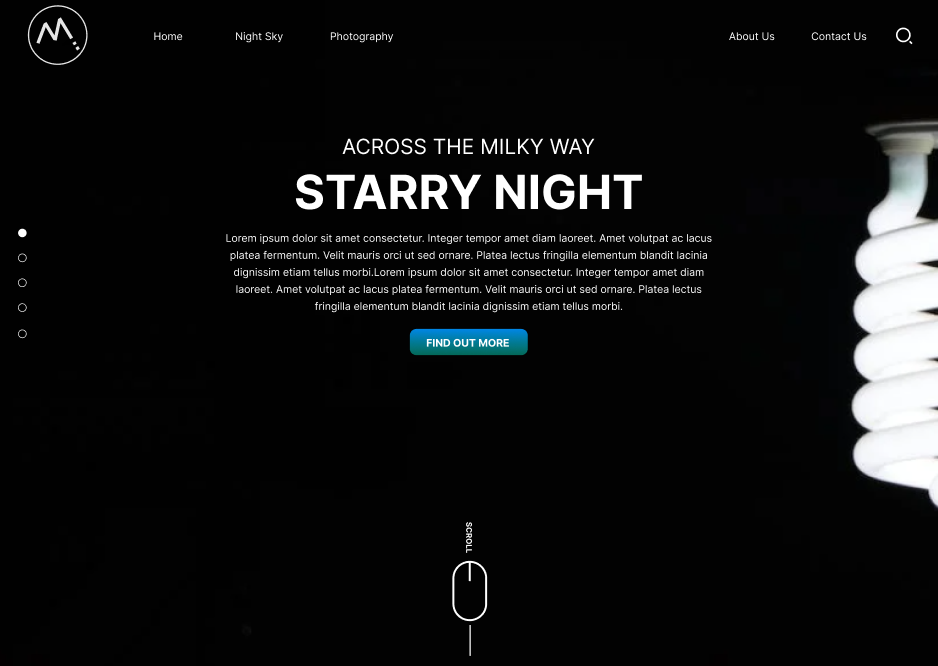 Home
Night Sky
Photography
About Us
Contact Us
ACROSS THE MILKY WAY
STARRY NIGHT
Lorem ipsum dolor sit amet consectetur. Integer tempor amet diam laoreet. Amet volutpat ac lacus
platea fermentum. Velit mauris orci ut sed ornare. Platea lectus fringilla elementum blandit lacinia
dignissim etiam tellus morbi.Lorem ipsum dolor sit amet consectetur. Integer tempor amet diam
laoreet. Amet volutpat ac lacus platea fermentum. Velit mauris orci ut sed ornare. Platea lectus
fringilla elementum blandit lacinia dignissim etiam tellus morbi.
FIND OUT MORE
SCROLL